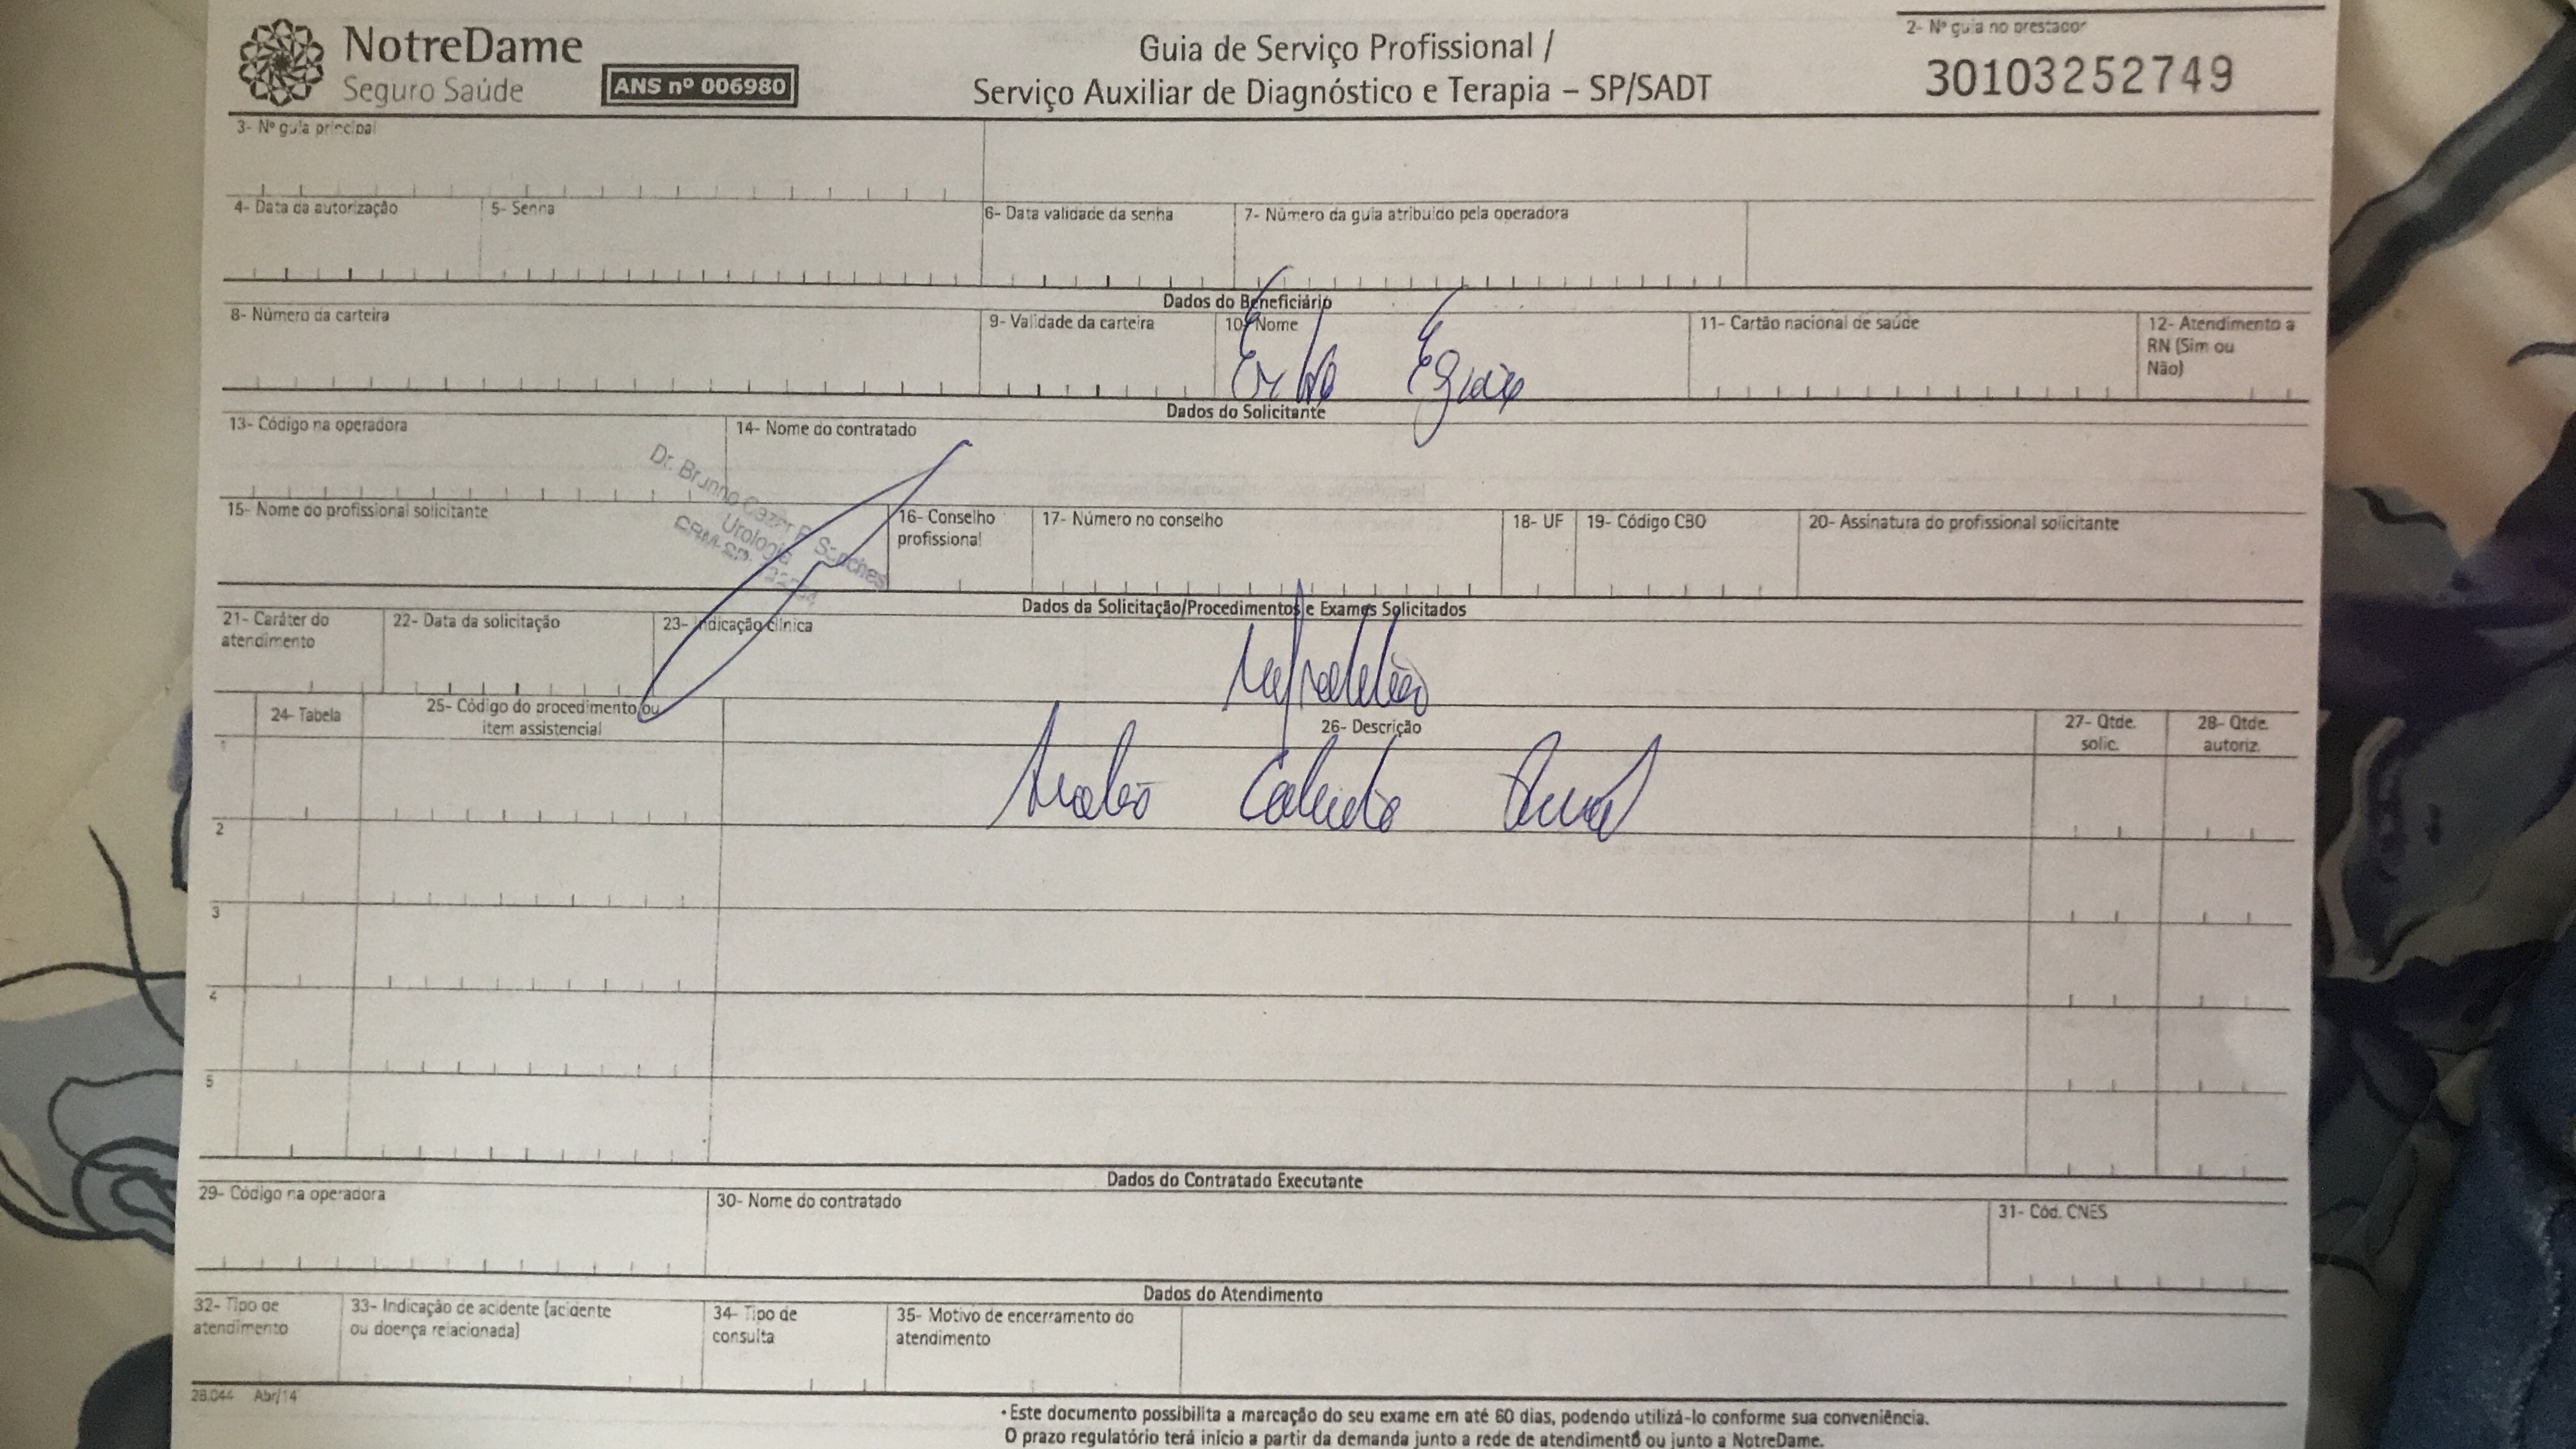 2- Nº guia no prestador
NotreDame
Seguro Saúde
ANS nº 006980
Guia de Serviço Profissional /
Serviço Auxiliar de Diagnóstico e Terapia – SP/SADT
301032252749
3- Nº guia principal
4- Data da autorização
5- Senha
6- Data validade da senha
7- Número da guia atribuído pela operadora
Dados do Beneficiário
8- Número da carteira
9- Validade da carteira
10- Nome
11- Cartão nacional de saúde
12- Atendimento a
RN (Sim ou
Não)
Dados do Solicitante
13- Código na operadora
14- Nome do contratado
Dr. Bruno
Urologia
15- Nome do profissional solicitante
16- Conselho
profissional
17- Número no conselho
18- UF
19- Código CBO
20- Assinatura do profissional solicitante
Dados da Solicitação/Procedimentos e Exames Solicitados
21- Caráter do
atendimento
22- Data da solicitação
23- Indicação clínica
24- Tabela
25- Código do procedimento ou
item assistencial
26- Descrição
27- Qtde.
solic.
28- Qtde.
autoriz.
1
2
3
4
5
Dados do Contratado Executante
29- Código na operadora
30- Nome do contratado
31- Cód. CNES
Dados do Atendimento
32- Tipo de
atendimento
33- Indicação de acidente (acidente
ou doença relacionada)
34- Tipo de
consulta
35- Motivo de encerramento do
atendimento
28.044 Abr/14
• Este documento possibilita a marcação do seu exame em até 60 dias, podendo utilizá-lo conforme sua conveniência.
O prazo regulatório terá início a partir da demanda junto a rede de atendimento ou junto a NotreDame.